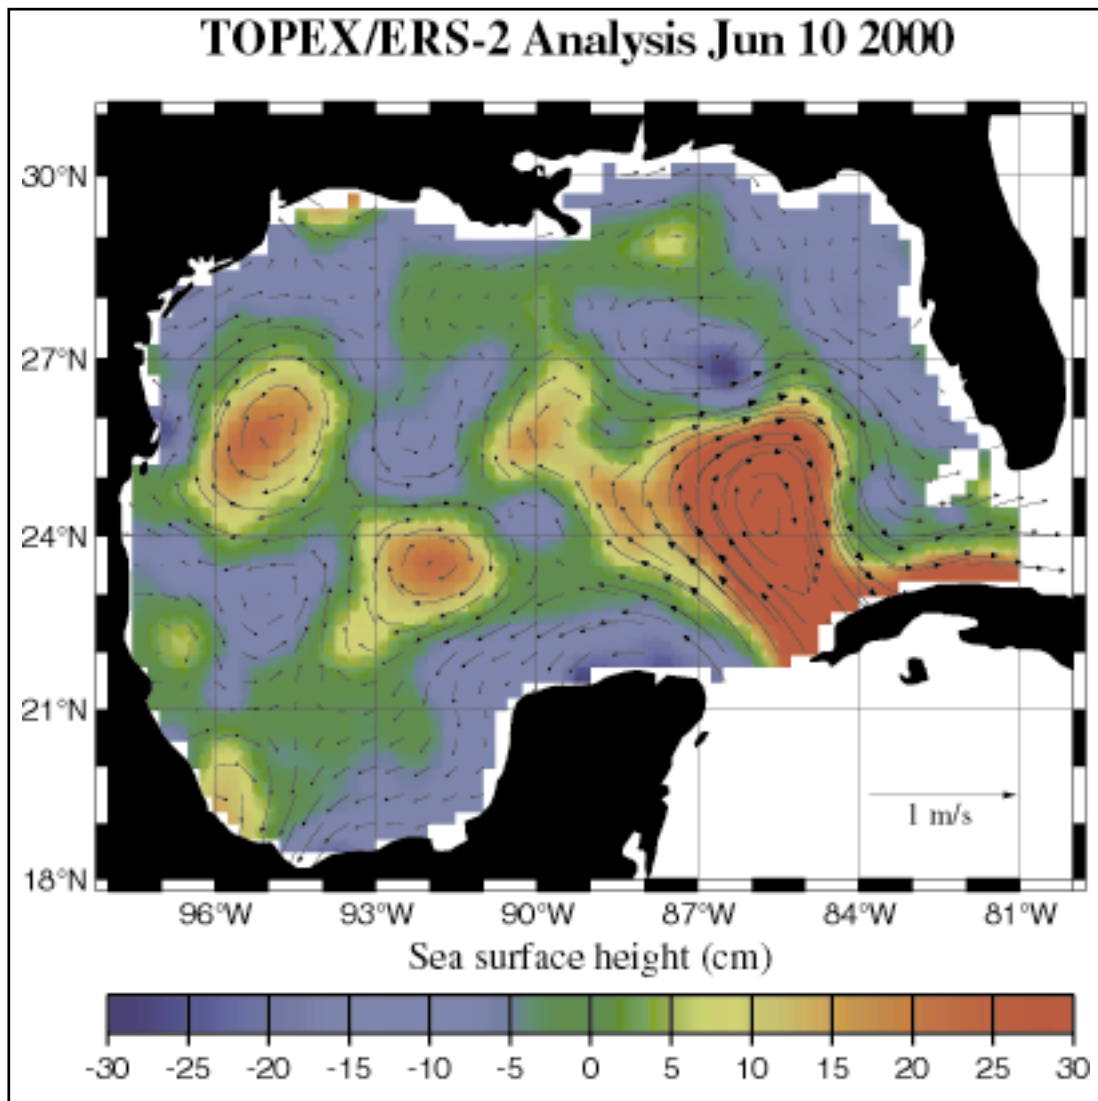 TOPEX/ERS-2 Analysis Jun 10 2000
30°N
27°N
24°N
21°N
18°N
1 m/s
96°W 93°W 90°W 87°W 84°W 81°W
Sea surface height (cm)
-30 -25 -20 -15 -10 -5 0 5 10 15 20 25 30